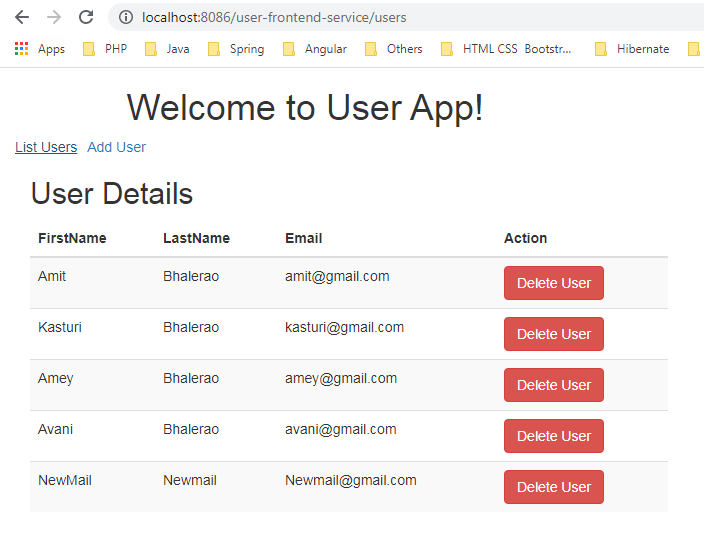 localhost:8086/user-frontend-service/users
Apps PHP Java Spring Angular Others HTML CSS Bootstr... Hibernate
Welcome to User App!
List Users Add User
User Details
FirstName LastName Email Action
Amit Bhalerao amit@gmail.com Delete User
Kasturi Bhalerao kasturi@gmail.com Delete User
Amey Bhalerao amey@gmail.com Delete User
Avani Bhalerao avani@gmail.com Delete User
NewMail Newmail Newmail@gmail.com Delete User